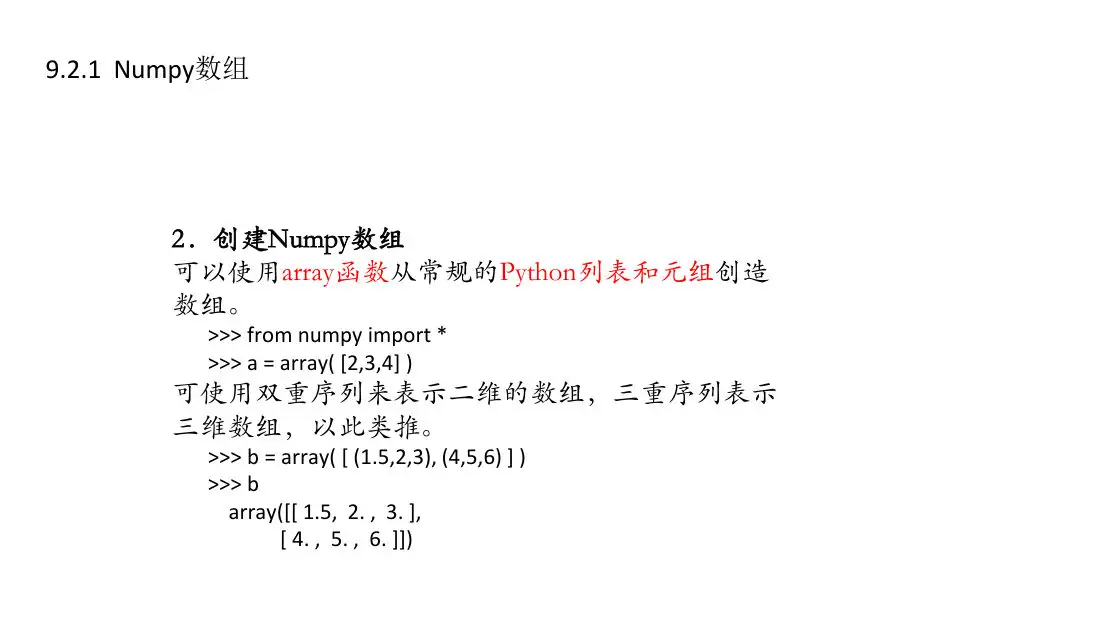 9.2.1 Numpy数组
2．创建Numpy数组
可以使用array函数从常规的Python列表和元组创造
数组。
>>> from numpy import *
>>> a = array( [2,3,4] )
可使用双重序列来表示二维的数组，三重序列表示
三维数组，以此类推。
>>> b = array( [ (1.5,2,3), (4,5,6) ] )
>>> b
array([[ 1.5, 2. , 3. ],
[ 4. , 5. , 6. ]])